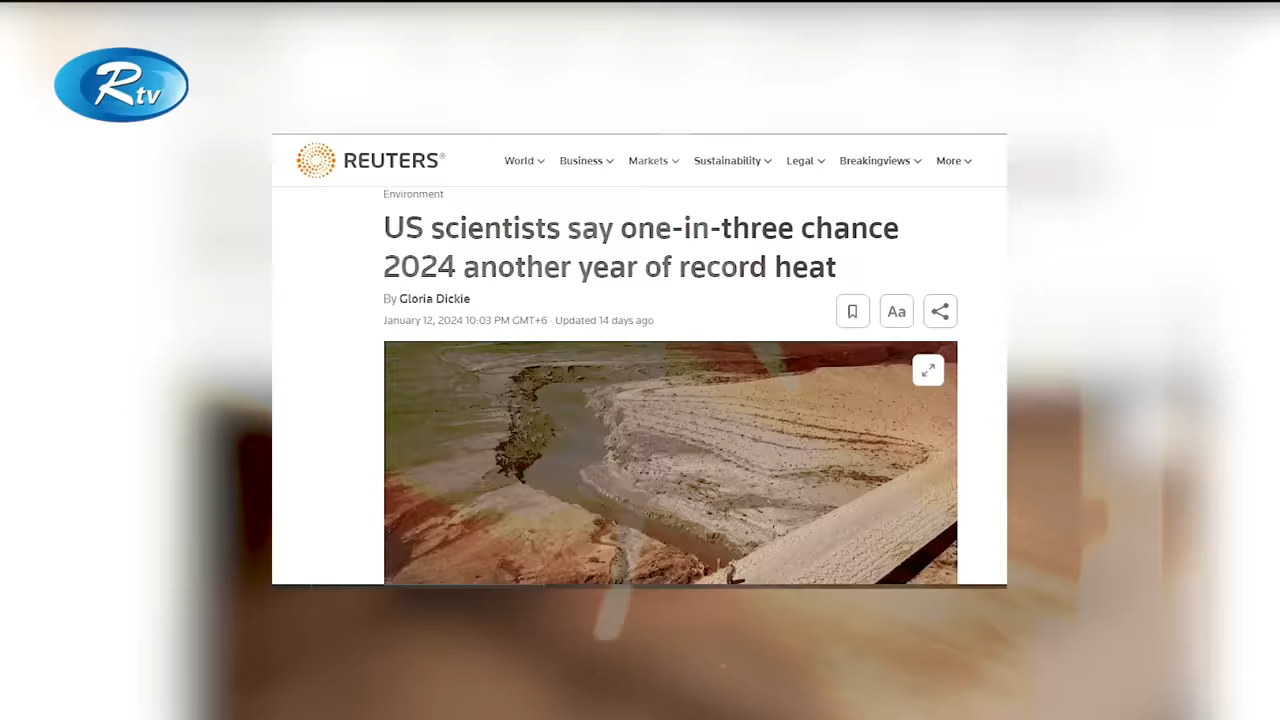 Rtv
REUTERS®
World Business Markets Sustainability Legal Breakingviews More
Environment
US scientists say one-in-three chance
2024 another year of record heat
By Gloria Dickie
January 12, 2024 10:03 PM GMT+6 · Updated 14 days ago
Aa